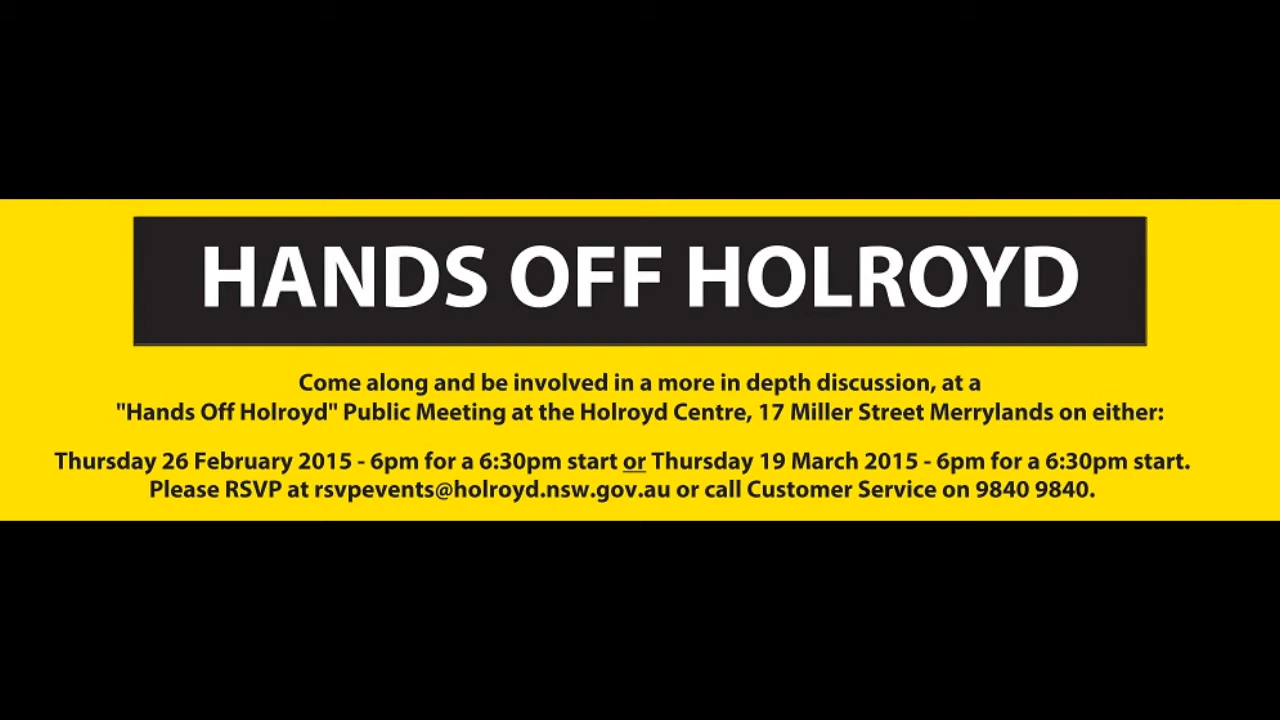 HANDS OFF HOLROYD
Come along and be involved in a more in depth discussion, at a
"Hands Off Holroyd" Public Meeting at the Holroyd Centre, 17 Miller Street Merrylands on either:
Thursday 26 February 2015 - 6pm for a 6:30pm start or Thursday 19 March 2015 - 6pm for a 6:30pm start.
Please RSVP at rsvpevents@holroyd.nsw.gov.au or call Customer Service on 9840 9840.